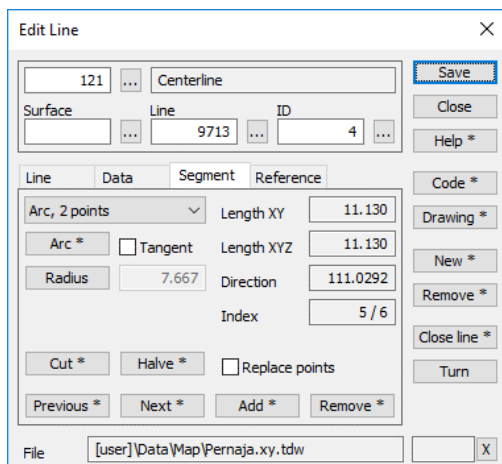 Edit Line
121 ... Centerline
Save
Surface Line ID
Close
... 9713 ... 4 ...
Help *
Line Data Segment Reference
Code *
Arc, 2 points Length XY 11.130
Drawing *
Arc * Tangent Length XYZ 11.130
New *
Radius 7.667 Direction 111.0292
Remove *
Index 5 / 6
Close line *
Cut * Halve * Replace points
Turn
Previous * Next * Add * Remove *
File [user]\Data\Map\Pernaja.xy.tdw X